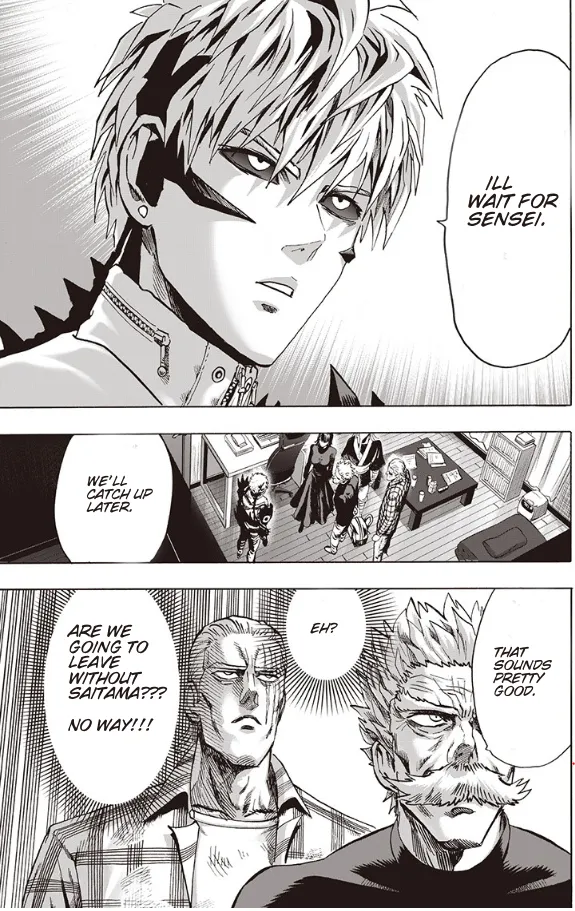 ILL
WAIT FOR
SENSEI.
WE'LL
CATCH UP
LATER.
THAT
SOUNDS
PRETTY
GOOD.
EH?
ARE WE
GOING TO
LEAVE
WITHOUT
SAITAMA???
NO WAY!!!